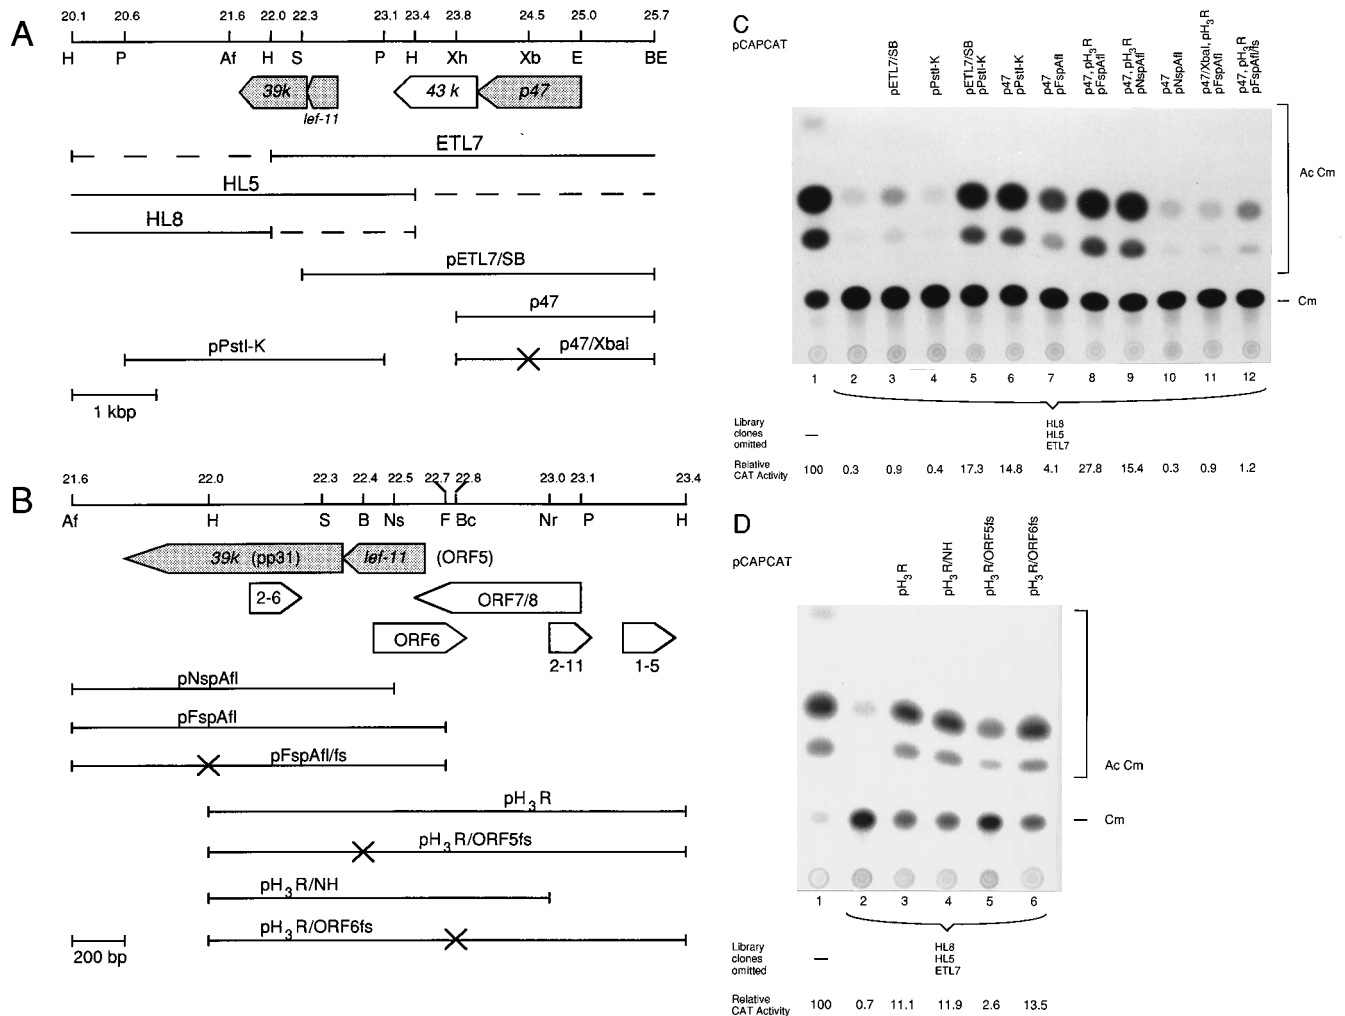 A
20.1 20.6 21.6 22.0 22.3 23.1 23.4 23.8 24.5 25.0 25.7
H P Af H S P H Xh Xb E BE
39k 43 k p47
lef-11
ETL7
HL5
HL8
pETL7/SB
p47
pPstI-K p47/XbaI
1 kbp
B
21.6 22.0 22.3 22.4 22.5 22.7 22.8 23.0 23.1 23.4
Af H S B Ns F Bc Nr P H
39k (pp31) lef-11 (ORF5)
2-6 ORF7/8
ORF6
2-11 1-5
pNspAfl
pFspAfl
pFspAfl/fs
pH3R
pH3R/ORF5fs
pH3R/NH
pH3R/ORF6fs
200 bp
C
pCAPCAT
pETL7/SB
pPstI-K
pETL7/SB
pPstI-K
p47
pPstI-K
p47
pFspAfl
p47, pH3R
pFspAfl
p47, pH3R
pNspAfl
p47
pNspAfl
p47/XbaI, pH3R
pFspAfl
p47, pH3R
pFspAfl/fs
Ac Cm
Cm
1 2 3 4 5 6 7 8 9 10 11 12
Library
clones
omitted
—
HL8
HL5
ETL7
Relative
CAT Activity
100 0.3 0.9 0.4 17.3 14.8 4.1 27.8 15.4 0.3 0.9 1.2
D
pCAPCAT
pH3R
pH3R/NH
pH3R/ORF5fs
pH3R/ORF6fs
Ac Cm
Cm
1 2 3 4 5 6
Library
clones
omitted
—
HL8
HL5
ETL7
Relative
CAT Activity
100 0.7 11.1 11.9 2.6 13.5